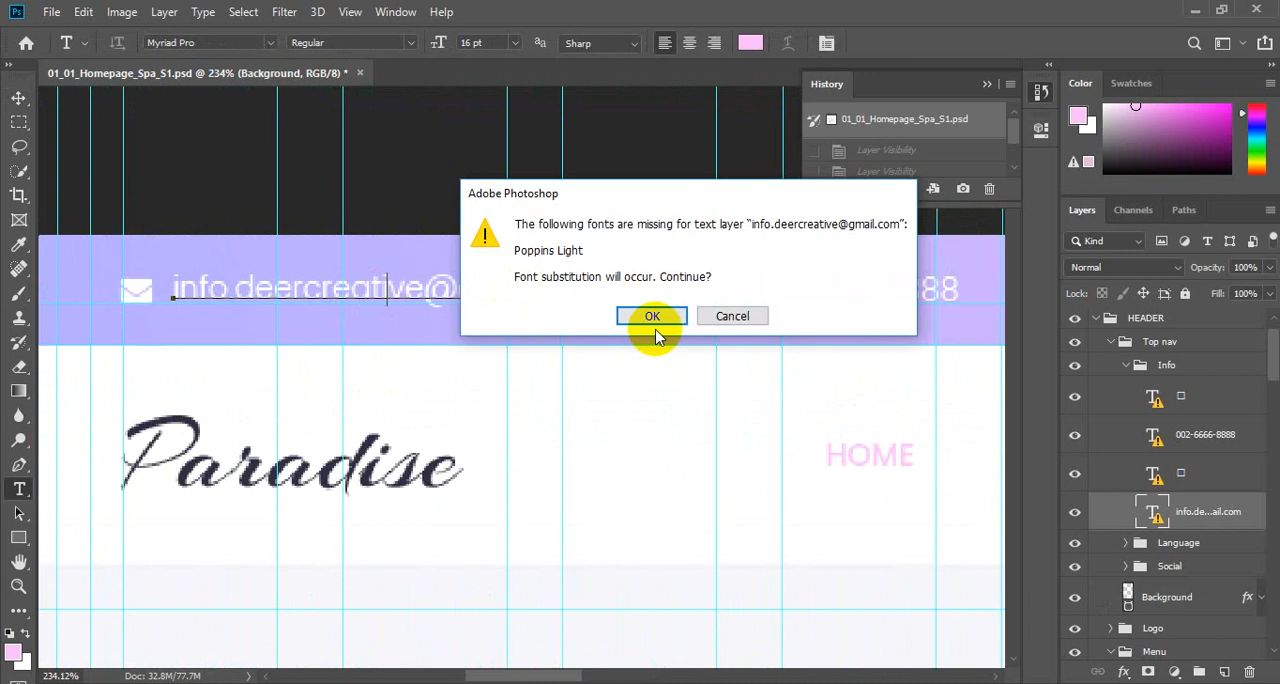 Ps File Edit Image Layer Type Select Filter 3D View Window Help
T Myriad Pro Regular 16 pt Sharp
01_01_Homepage_Spa_S1.psd @ 234% (Background, RGB/8) *
History
01_01_Homepage_Spa_S1.psd
Layer Visibility
Layer Visibility
Color Swatches
Adobe Photoshop
The following fonts are missing for text layer “info.deercreative@gmail.com”:
Poppins Light
Font substitution will occur. Continue?
OK Cancel
info.deercreative@
88
Paradise
HOME
Layers Channels Paths
Kind
Normal Opacity: 100%
Lock: Fill: 100%
HEADER
Top nav
Info
002-6666-8888
info.de...ail.com
Language
Social
Background fx
Logo
Menu
234.12% Doc: 32.8M/77.7M